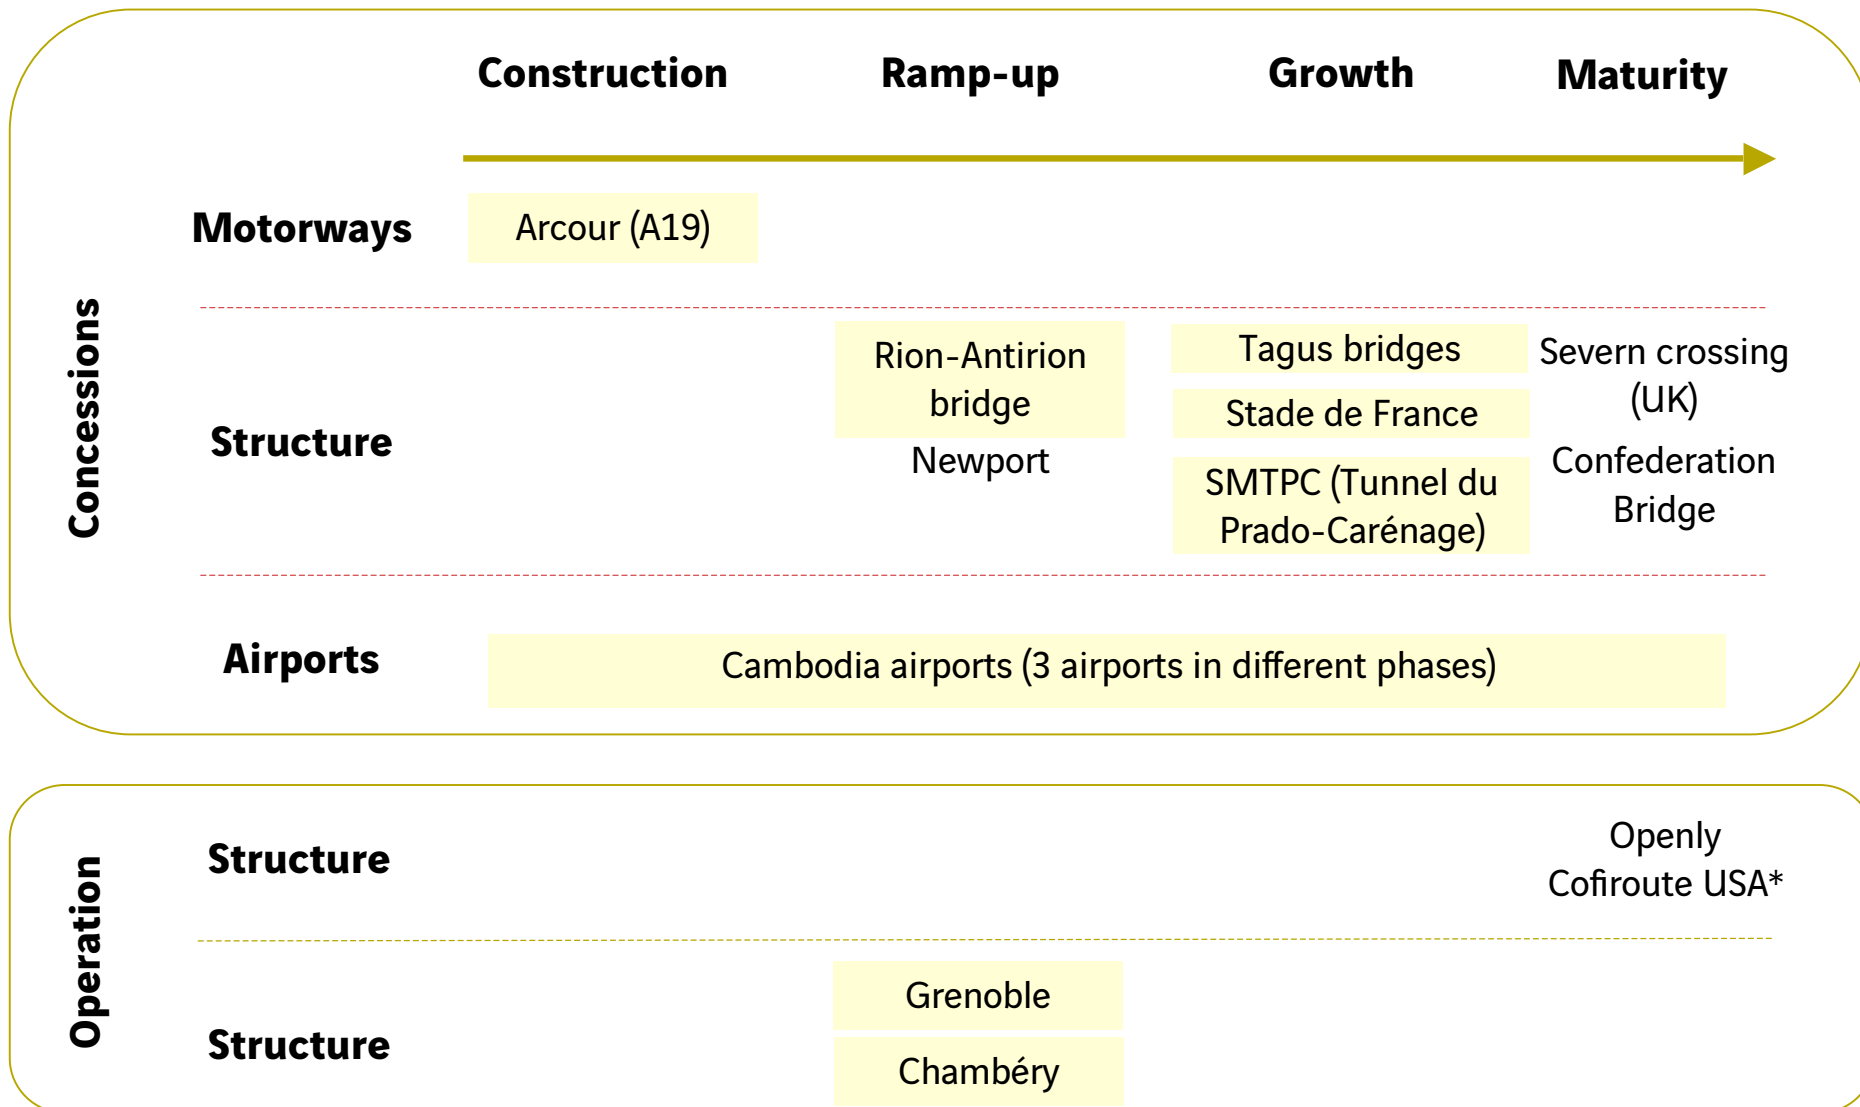 Construction Ramp-up Growth Maturity
Concessions
Motorways
Arcour (A19)
Structure
Rion-Antirion
bridge
Newport
Tagus bridges
Stade de France
SMTPC (Tunnel du
Prado-Carénage)
Severn crossing
(UK)
Confederation
Bridge
Airports
Cambodia airports (3 airports in different phases)
Operation
Structure
Openly
Cofiroute USA*
Structure
Grenoble
Chambéry